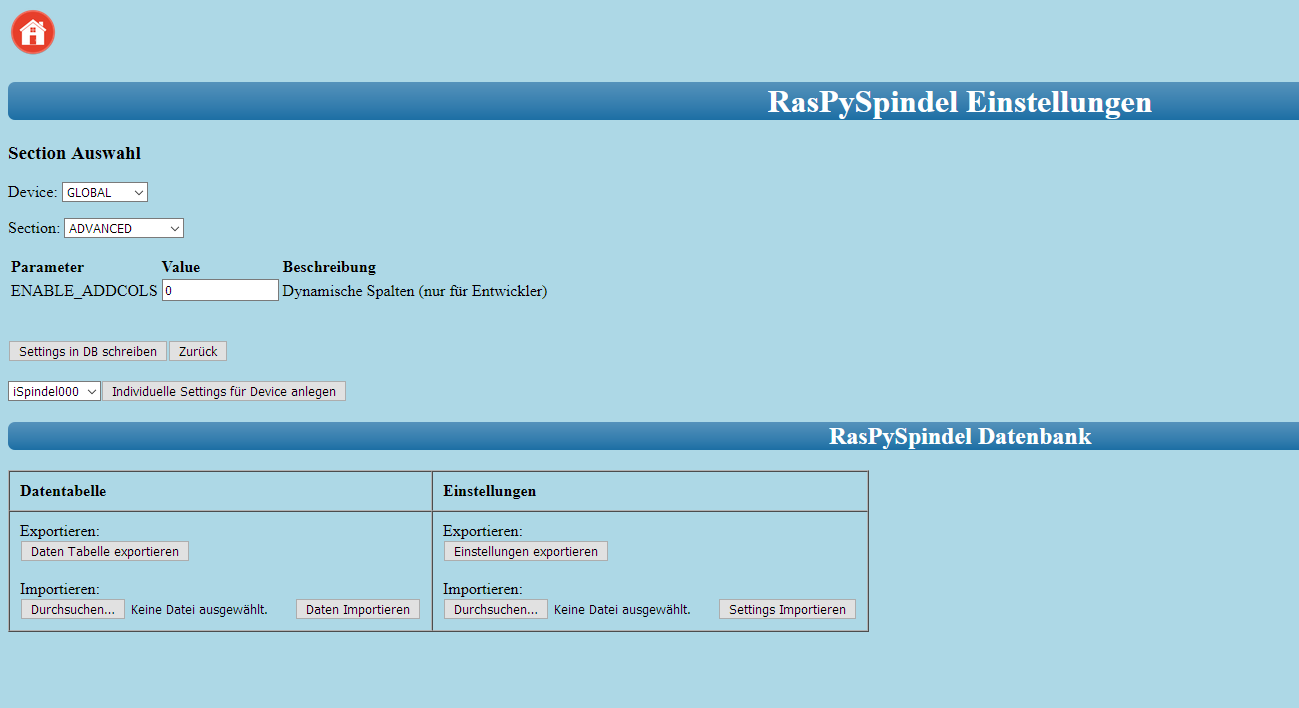 RasPySpindel Einstellungen
Section Auswahl
Device: GLOBAL
Section: ADVANCED
Parameter Value Beschreibung
ENABLE_ADDCOLS 0 Dynamische Spalten (nur für Entwickler)
Settings in DB schreiben Zurück
iSpindel000 Individuelle Settings für Device anlegen
RasPySpindel Datenbank
Datentabelle Einstellungen
Exportieren: Exportieren:
Daten Tabelle exportieren Einstellungen exportieren
Importieren: Importieren:
Durchsuchen... Keine Datei ausgewählt. Daten Importieren Durchsuchen... Keine Datei ausgewählt. Settings Importieren